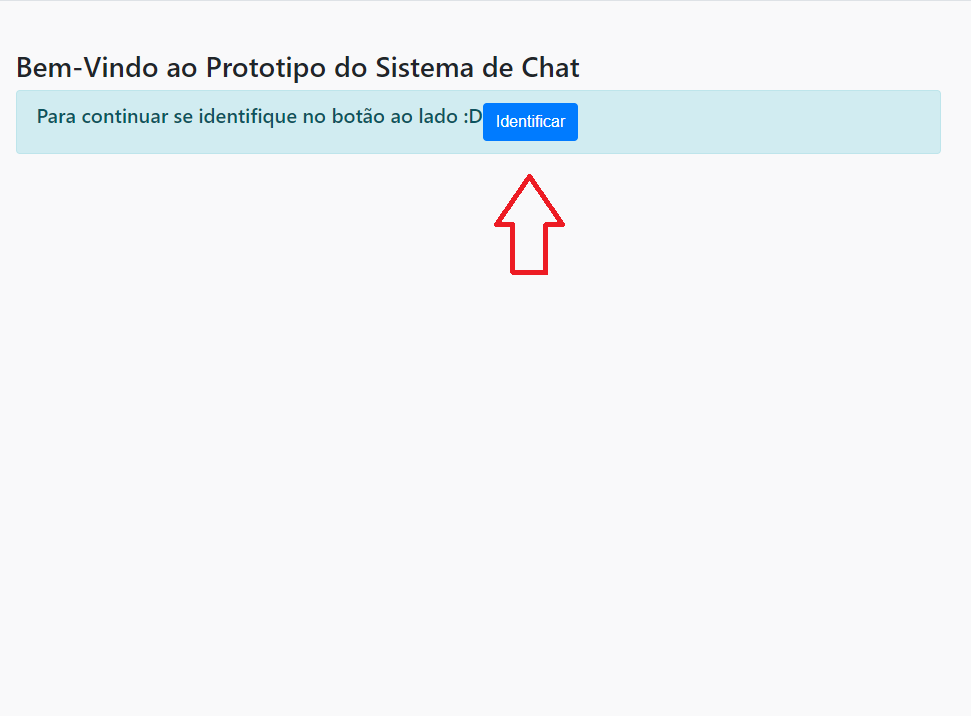 Bem-Vindo ao Prototipo do Sistema de Chat
Para continuar se identifique no botão ao lado :D Identificar